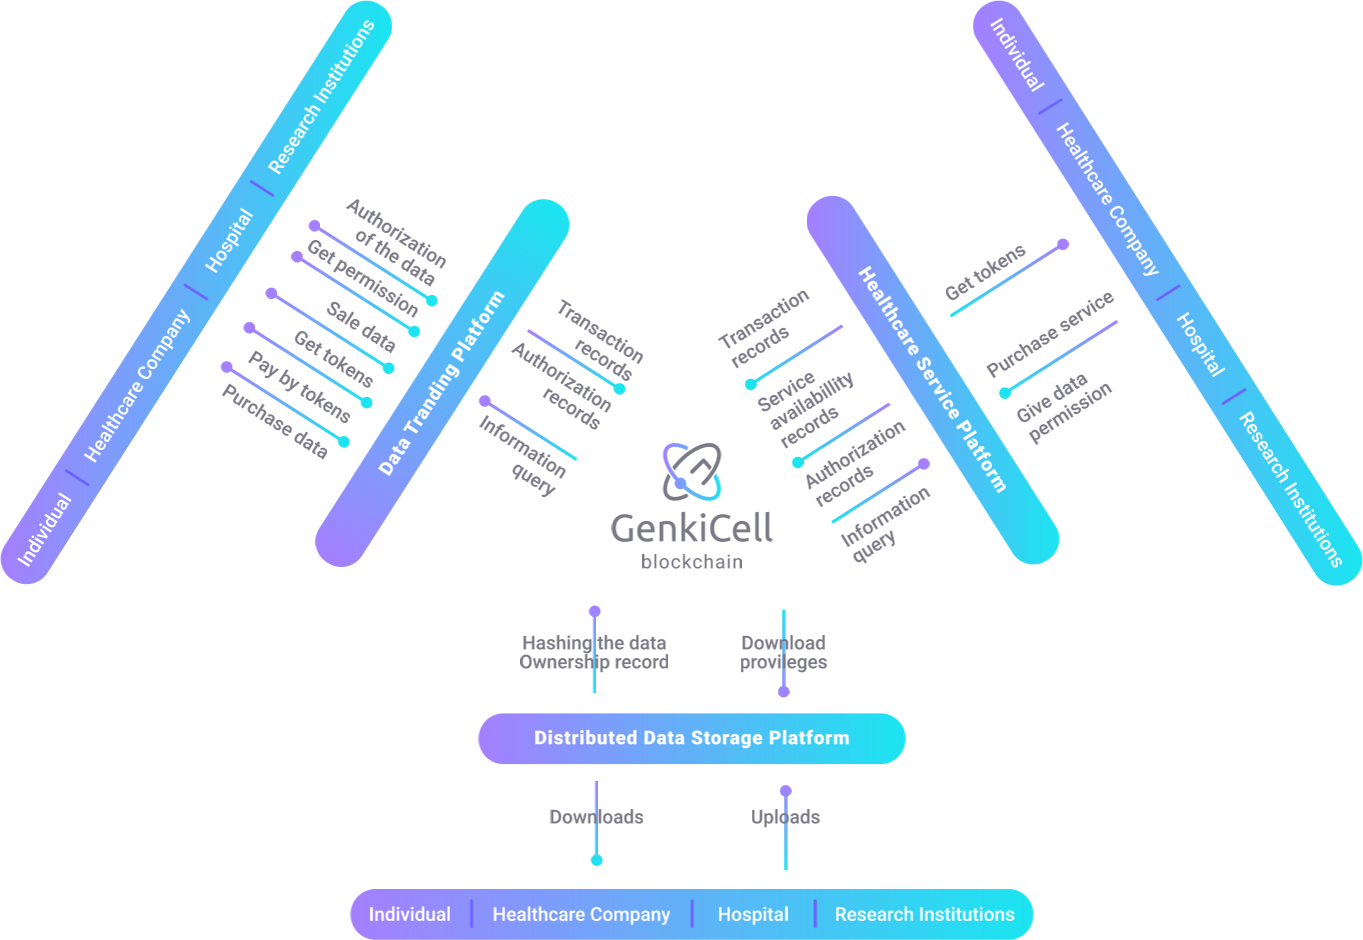 Individual
Healthcare Company
Hospital
Research Institutions
Authorization
of the data
Get permission
Sale data
Get tokens
Pay by tokens
Purchase data
Data Tranding Platform
Transaction
records
Authorization
records
Information
query
GenkiCell
blockchain
Transaction
records
Service
availabillity
records
Authorization
records
Information
query
Healthcare Service Platform
Get tokens
Purchase service
Give data
permission
Individual
Healthcare Company
Hospital
Research Institutions
Hashing the data
Ownership record
Download
provileges
Distributed Data Storage Platform
Downloads
Uploads
Individual
Healthcare Company
Hospital
Research Institutions